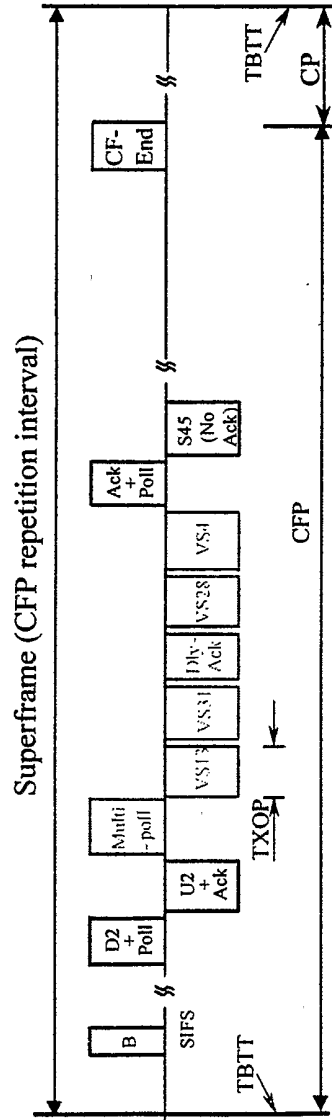 Superframe (CFP repetition interval)
B
D2
+
Poll
Multi
-poll
Ack
+
Poll
CF-
End
SIFS
U2
+
Ack
VS13
VS31
Dly-
Ack
VS28
VS4
S45
(No
Ack)
TBTT
TXOP
CFP
CP
TBTT